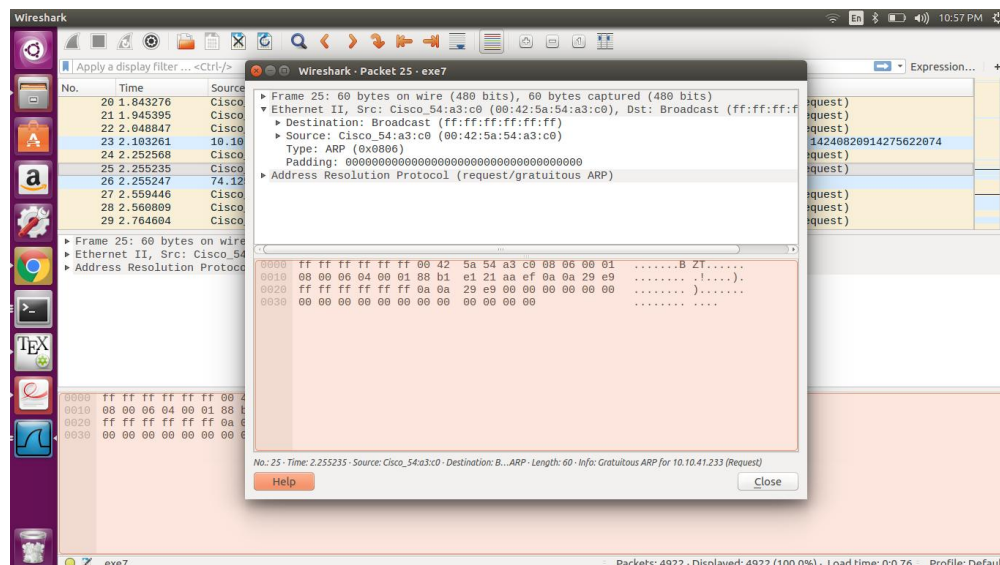 Wireshark
En
10:57 PM
Apply a display filter ... <Ctrl-/>
Expression...
+
No. Time Source
20 1.843276 Cisco
21 1.945395 Cisco
22 2.048847 Cisco
23 2.103261 10.10 14240820914275622074
24 2.252568 Cisco
25 2.255235 Cisco
26 2.255247 74.12
27 2.559446 Cisco
28 2.560809 Cisco
29 2.764604 Cisco
Frame 25: 60 bytes on wire
Ethernet II, Src: Cisco_54
Address Resolution Protoco
0000 ff ff ff ff ff ff 00
0010 08 00 06 04 00 01 88
0020 ff ff ff ff ff ff 0a
0030 00 00 00 00 00 00 00
Wireshark · Packet 25 · exe7
Frame 25: 60 bytes on wire (480 bits), 60 bytes captured (480 bits)
Ethernet II, Src: Cisco_54:a3:c0 (00:42:5a:54:a3:c0), Dst: Broadcast (ff:ff:ff:f
Destination: Broadcast (ff:ff:ff:ff:ff:ff)
Source: Cisco_54:a3:c0 (00:42:5a:54:a3:c0)
Type: ARP (0x0806)
Padding: 000000000000000000000000000000000000
Address Resolution Protocol (request/gratuitous ARP)
0000 ff ff ff ff ff ff 00 42 5a 54 a3 c0 08 06 00 01 .......B ZT......
0010 08 00 06 04 00 01 88 b1 e1 21 aa ef 0a 0a 29 e9 ........ .!....).
0020 ff ff ff ff ff ff 0a 0a 29 e9 00 00 00 00 00 00 ........ ).......
0030 00 00 00 00 00 00 00 00 00 00 00 00 ........ ....
No.: 25 · Time: 2.255235 · Source: Cisco_54:a3:c0 · Destination: B...ARP · Length: 60 · Info: Gratuitous ARP for 10.10.41.233 (Request)
Help
Close
exe7
Packets: 4922 · Displayed: 4922 (100.0%) · Load time: 0:0.76
Profile: Defau